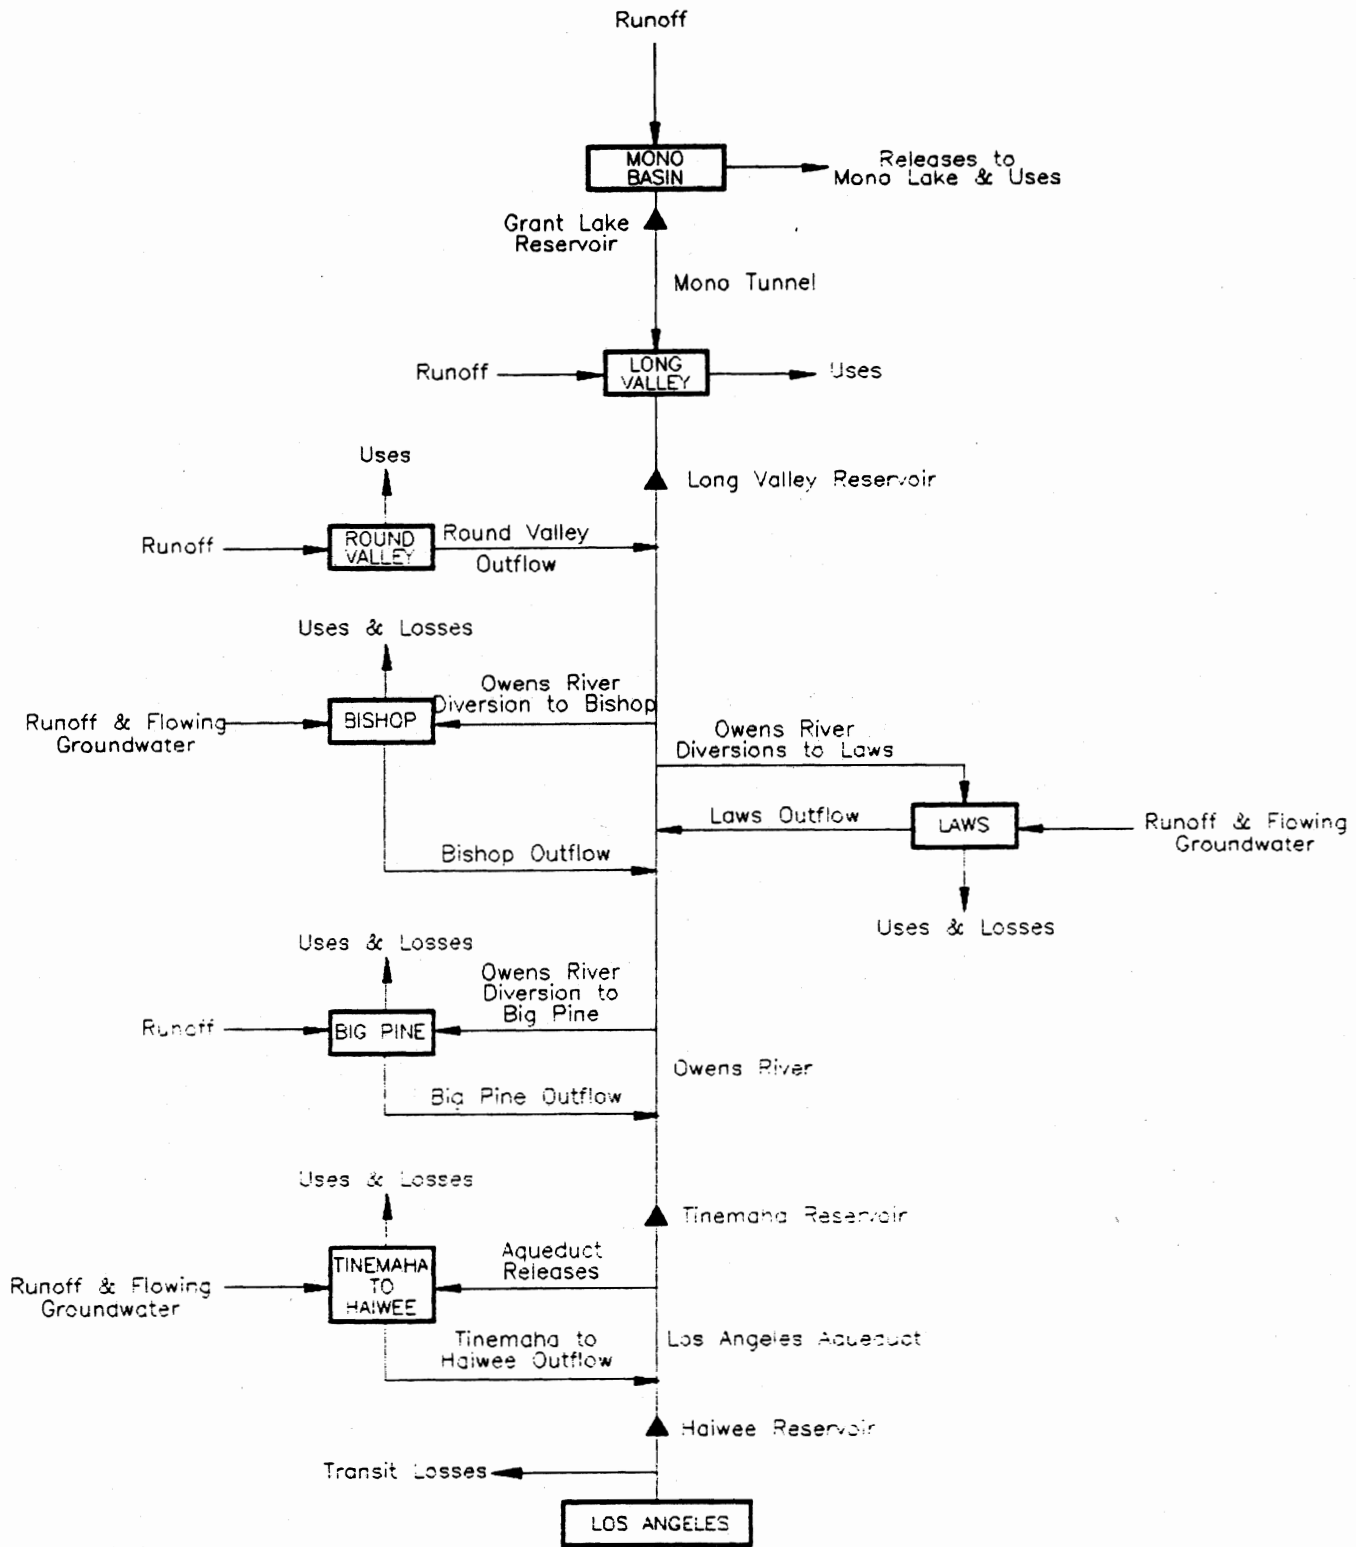 Runoff
MONO
BASIN
Releases to
Mono Lake & Uses
Grant Lake
Reservoir
Mono Tunnel
Runoff
LONG
VALLEY
Uses
Uses
Long Valley Reservoir
Runoff
ROUND
VALLEY
Round Valley
Outflow
Uses & Losses
Owens River
Diversion to Bishop
Runoff & Flowing
Groundwater
BISHOP
Owens River
Diversions to Laws
Laws Outflow
LAWS
Runoff & Flowing
Groundwater
Bishop Outflow
Uses & Losses
Uses & Losses
Owens River
Diversion to
Big Pine
Runoff
BIG PINE
Owens River
Big Pine Outflow
Uses & Losses
Tinemaha Reservoir
Aqueduct
Releases
TINEMAHA
TO
HAIWEE
Runoff & Flowing
Groundwater
Tinemaha to
Haiwee Outflow
Los Angeles Aqueduct
Haiwee Reservoir
Transit Losses
LOS ANGELES